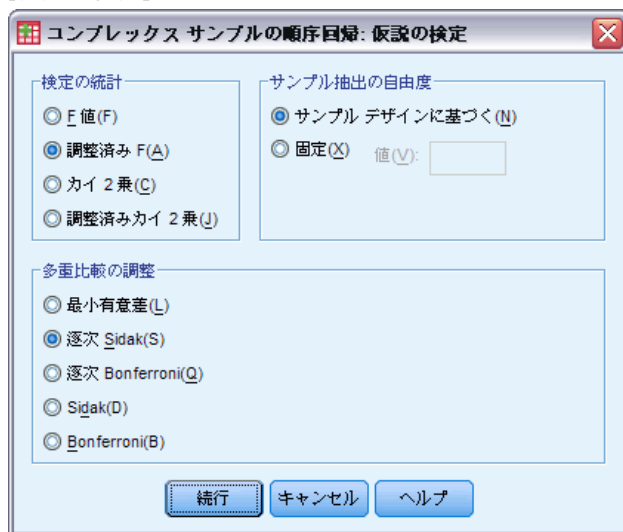 コンプレックス サンプルの順序回帰: 仮説の検定
検定の統計
F 値(F)
調整済み F(A)
カイ 2 乗(C)
調整済みカイ 2 乗(J)
サンプル抽出の自由度
サンプル デザインに基づく(N)
固定(X) 値(V):
多重比較の調整
最小有意差(L)
逐次 Sidak(S)
逐次 Bonferroni(Q)
Sidak(D)
Bonferroni(B)
続行 キャンセル ヘルプ